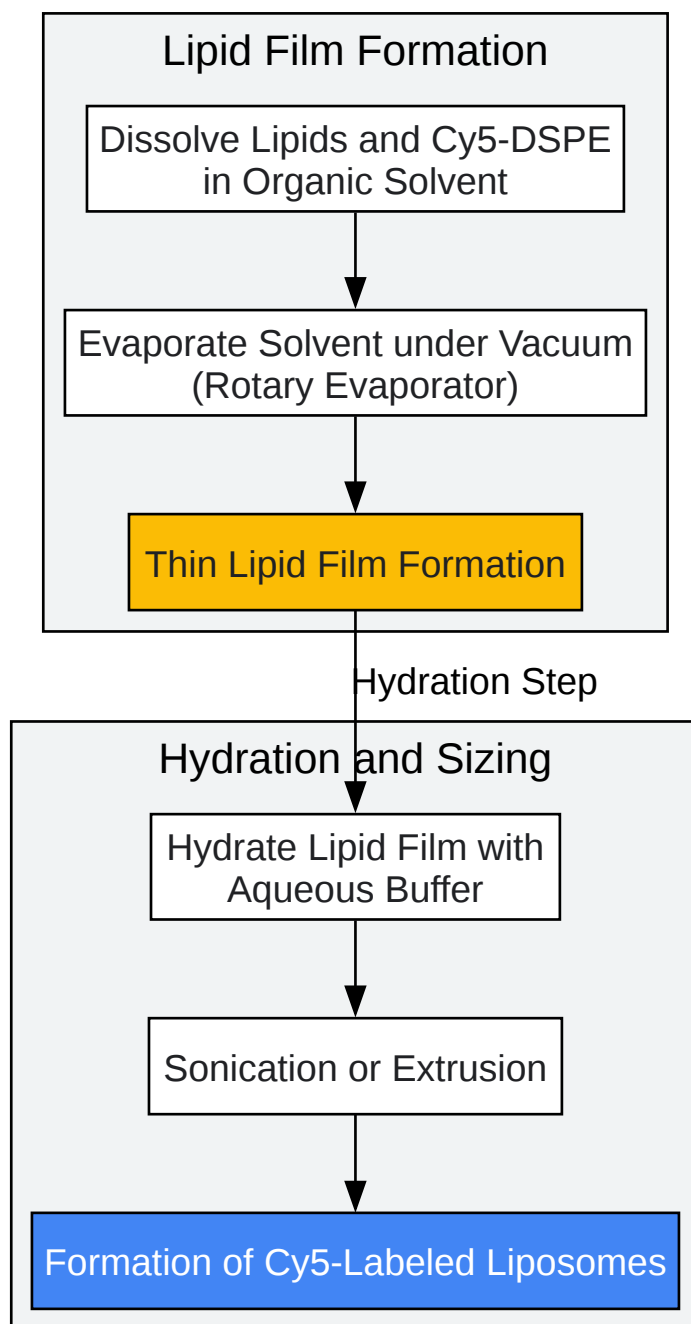 Lipid Film Formation
Dissolve Lipids and Cy5-DSPE
in Organic Solvent
Evaporate Solvent under Vacuum
(Rotary Evaporator)
Thin Lipid Film Formation
Hydration Step
Hydration and Sizing
Hydrate Lipid Film with
Aqueous Buffer
Sonication or Extrusion
Formation of Cy5-Labeled Liposomes